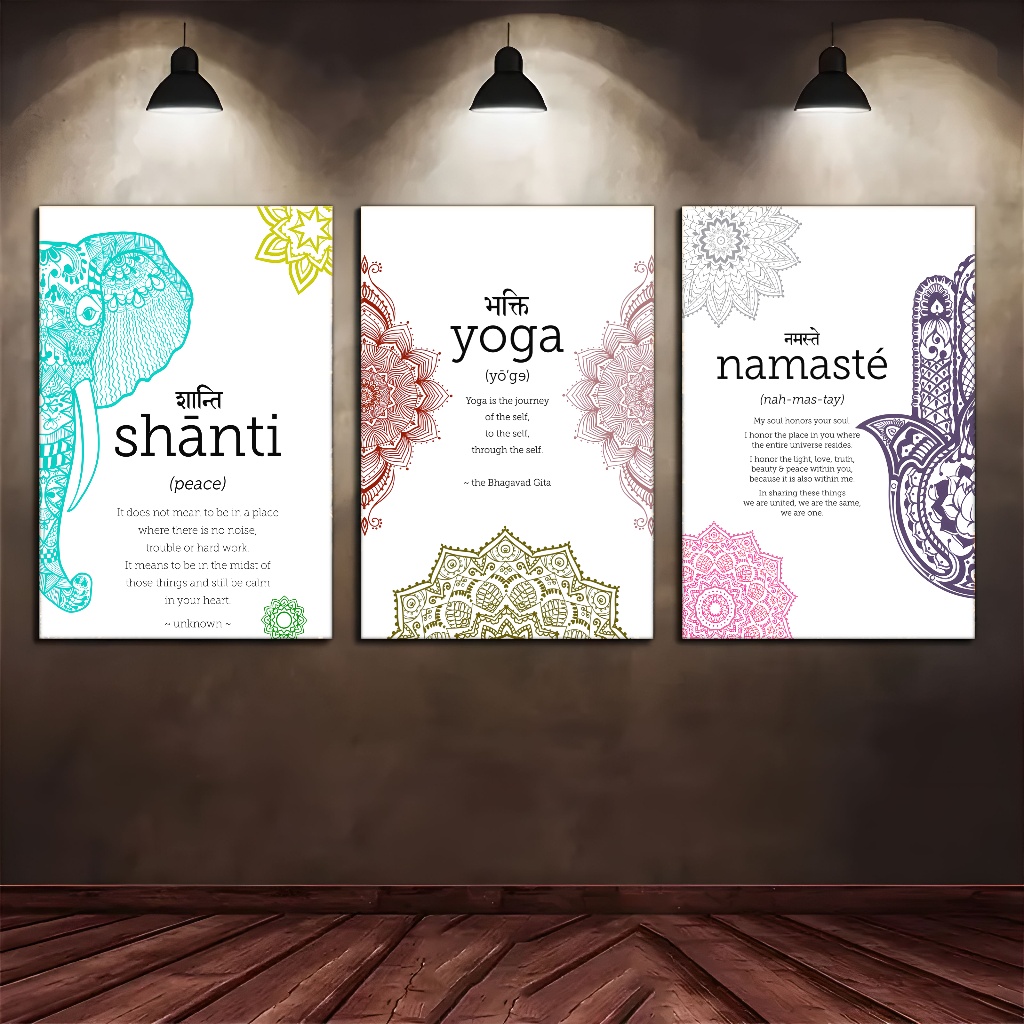 शान्ति
shānti
(peace)
It does not mean to be in a place
where there is no noise,
trouble or hard work.
It means to be in the midst of
those things and still be calm
in your heart.
~ unknown ~
भक्ति
yoga
(yō'gə)
Yoga is the journey
of the self,
to the self,
through the self.
~ the Bhagavad Gita
नमस्ते
namasté
(nah-mas-tay)
My soul honors your soul.
I honor the place in you where
the entire universe resides.
I honor the light, love, truth,
beauty & peace within you,
because it is also within me.
In sharing these things
we are united, we are the same,
we are one.